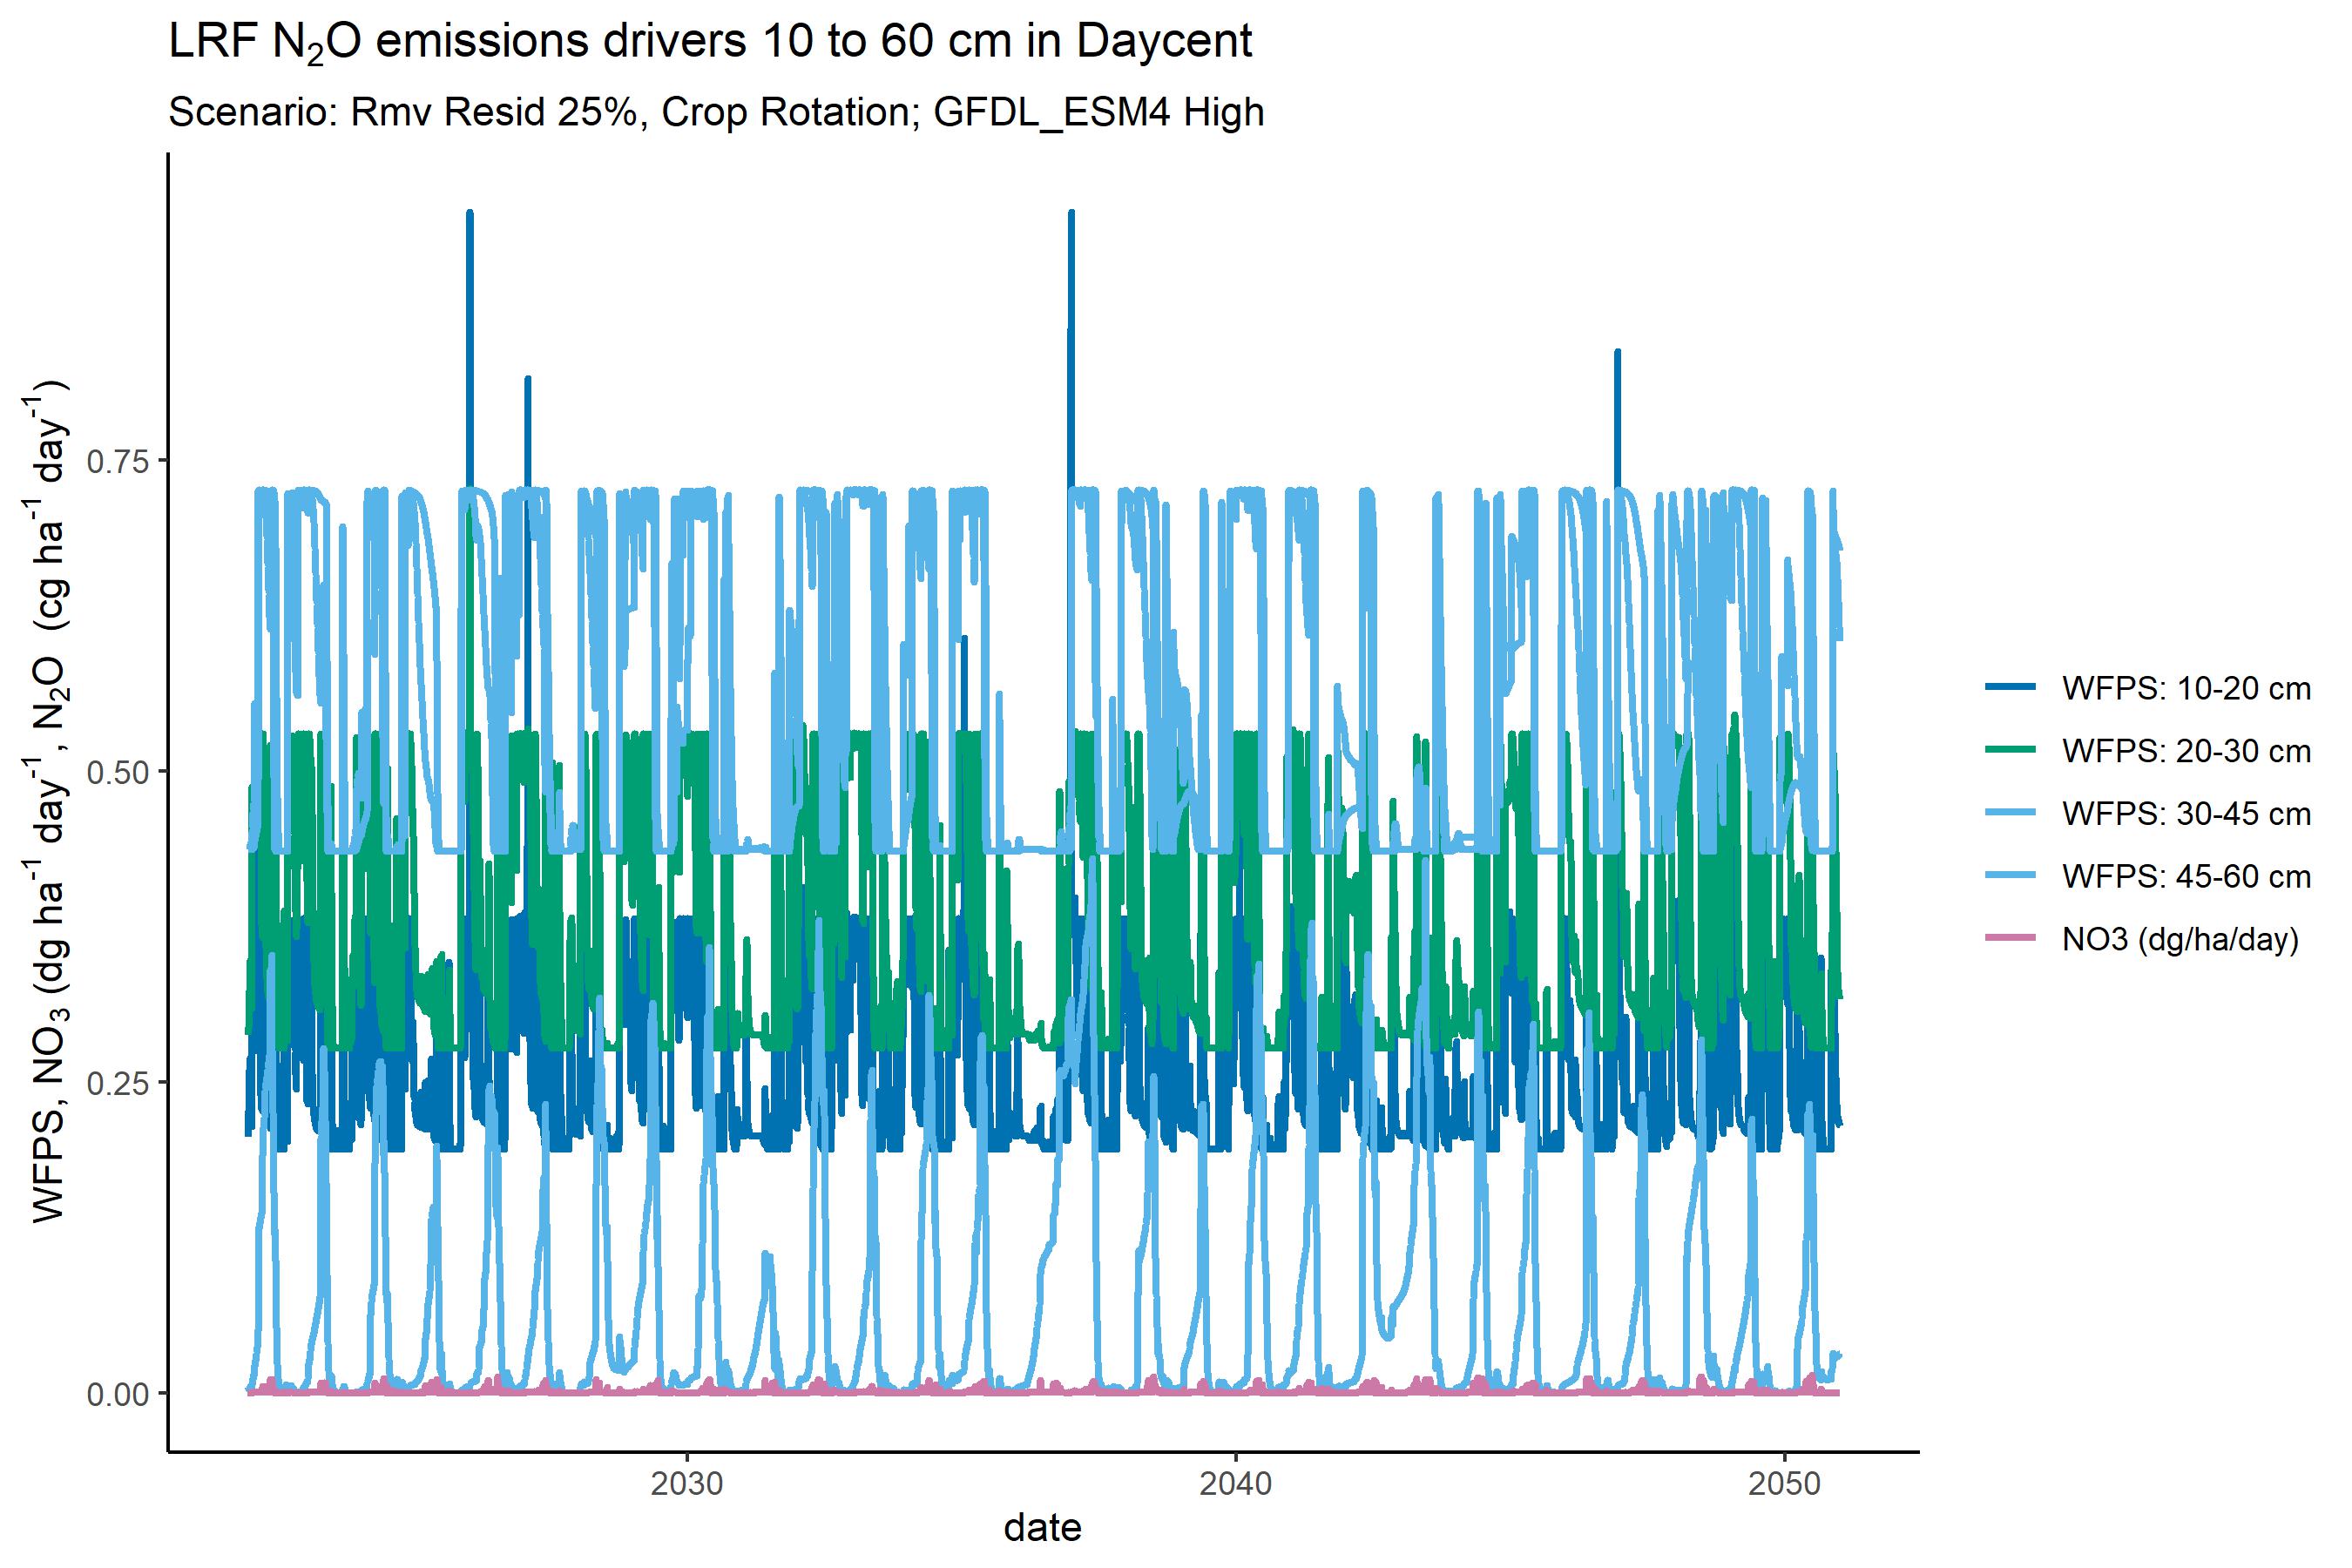 LRF N₂O emissions drivers 10 to 60 cm in Daycent
Scenario: Rmv Resid 25%, Crop Rotation; GFDL_ESM4 High
WFPS, NO₃ (dg ha⁻¹ day⁻¹, N₂O (cg ha⁻¹ day⁻¹)
0.75
0.50
0.25
0.00
2030
2040
2050
date
WFPS: 10-20 cm
WFPS: 20-30 cm
WFPS: 30-45 cm
WFPS: 45-60 cm
NO3 (dg/ha/day)